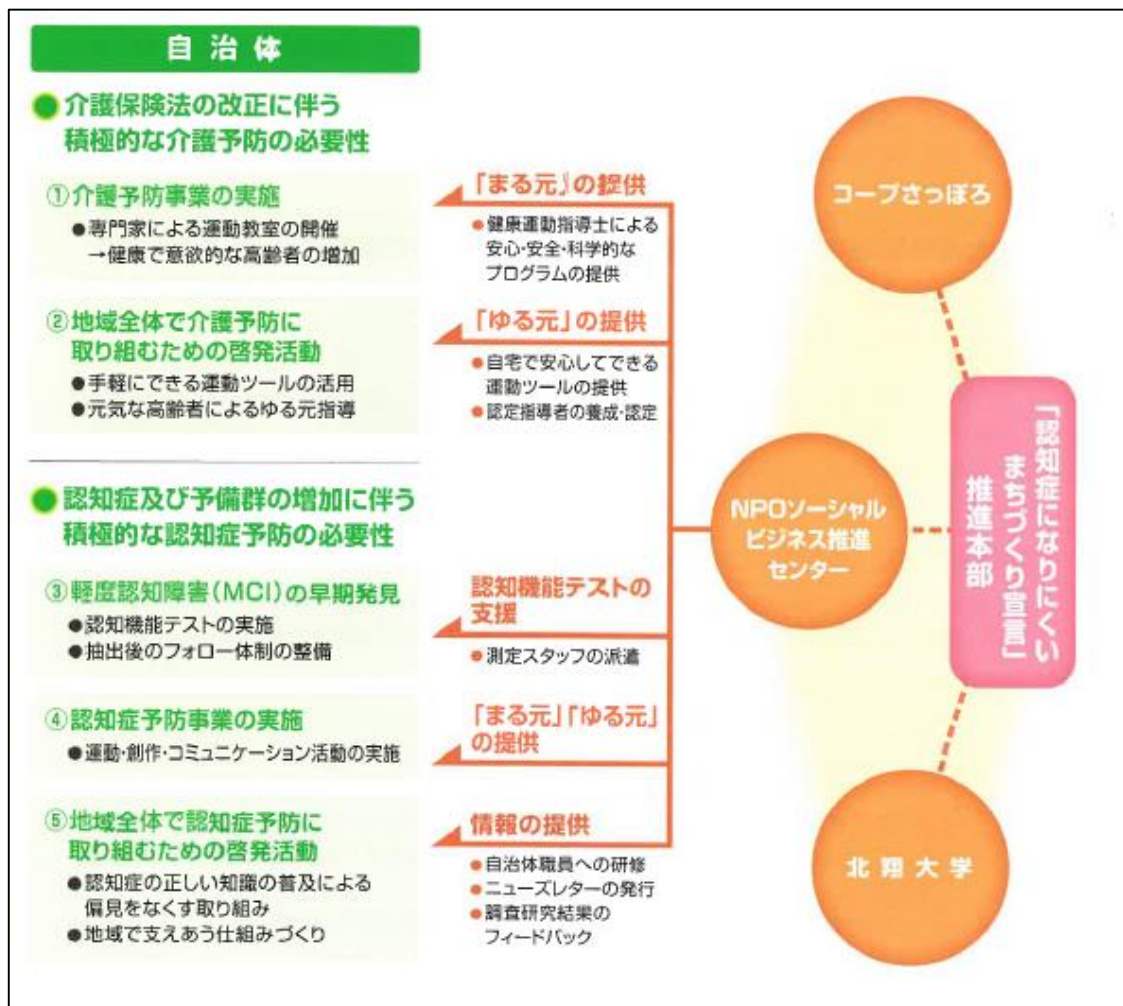 自治体
●介護保険法の改正に伴う
積極的な介護予防の必要性
①介護予防事業の実施
●専門家による運動教室の開催
→健康で意欲的な高齢者の増加
「まる元」の提供
●健康運動指導士による
安心・安全・科学的な
プログラムの提供
②地域全体で介護予防に
取り組むための啓発活動
●手軽にできる運動ツールの活用
●元気な高齢者によるゆる元指導
「ゆる元」の提供
●自宅で安心してできる
運動ツールの提供
●認定指導者の養成・認定
●認知症及び予備群の増加に伴う
積極的な認知症予防の必要性
③軽度認知障害(MCI)の早期発見
●認知機能テストの実施
●抽出後のフォロー体制の整備
認知機能テストの
支援
●測定スタッフの派遣
④認知症予防事業の実施
●運動・創作・コミュニケーション活動の実施
「まる元」「ゆる元」
の提供
⑤地域全体で認知症予防に
取り組むための啓発活動
●認知症の正しい知識の普及による
偏見をなくす取り組み
●地域で支えあう仕組みづくり
情報の提供
●自治体職員への研修
●ニューズレターの発行
●調査研究結果の
フィードバック
コープさっぽろ
NPOソーシャル
ビジネス推進
センター
北翔大学
「認知症になりにくい
まちづくり宣言」
推進本部